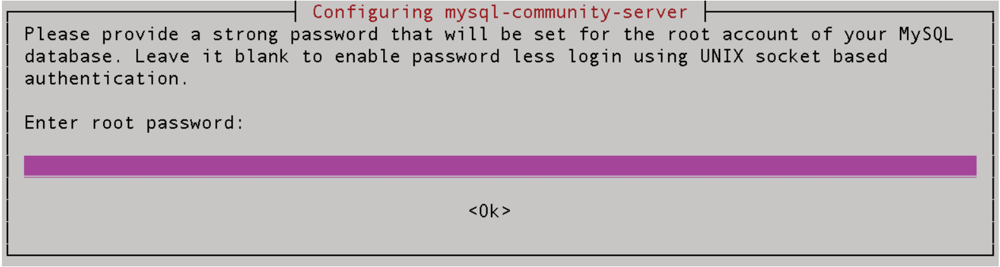 Configuring mysql-community-server
Please provide a strong password that will be set for the root account of your MySQL
database. Leave it blank to enable password less login using UNIX socket based
authentication.
Enter root password:
<Ok>